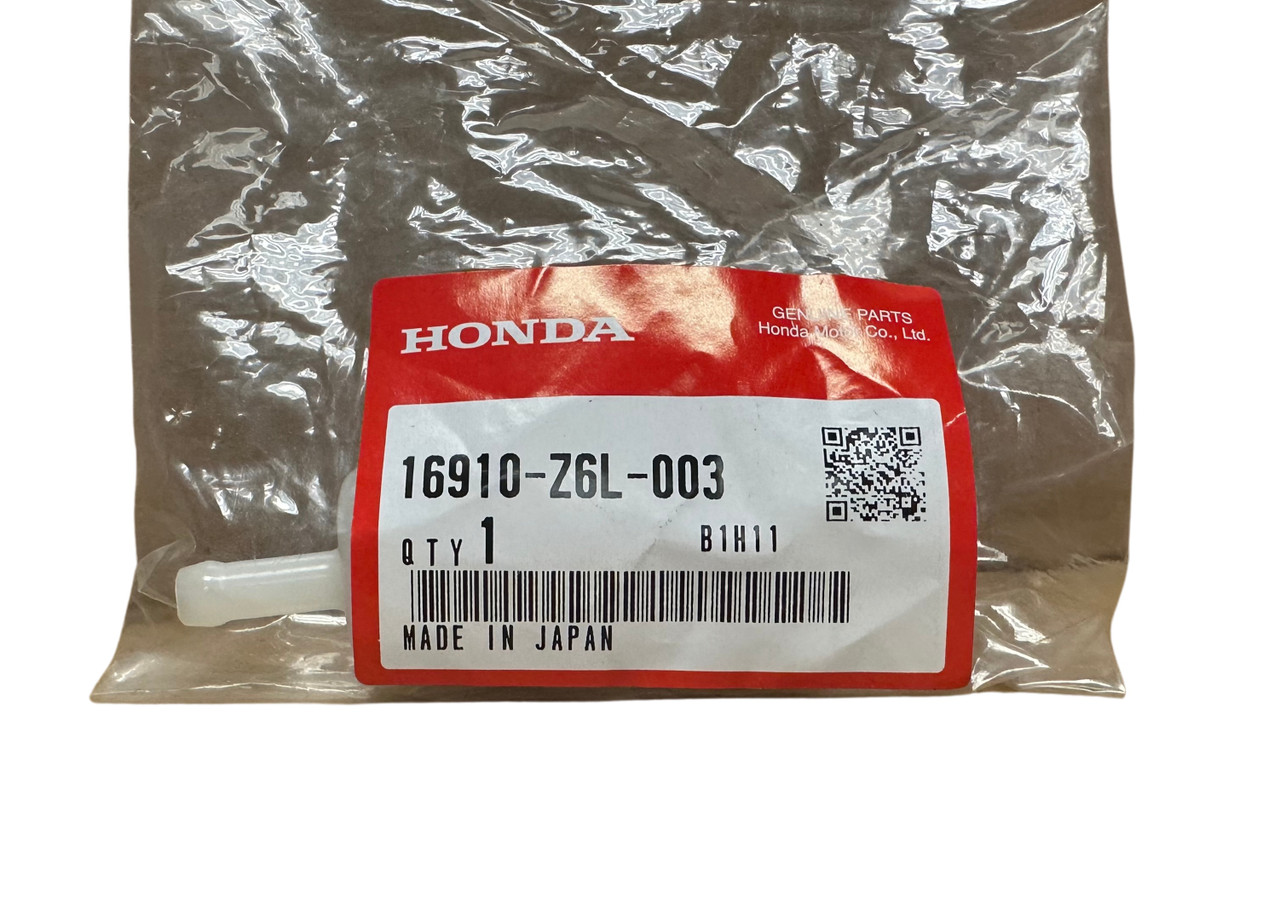 HONDA
GENUINE PARTS
Honda Motor Co., Ltd.
16910-Z6L-003
QTY 1
B1H11
MADE IN JAPAN